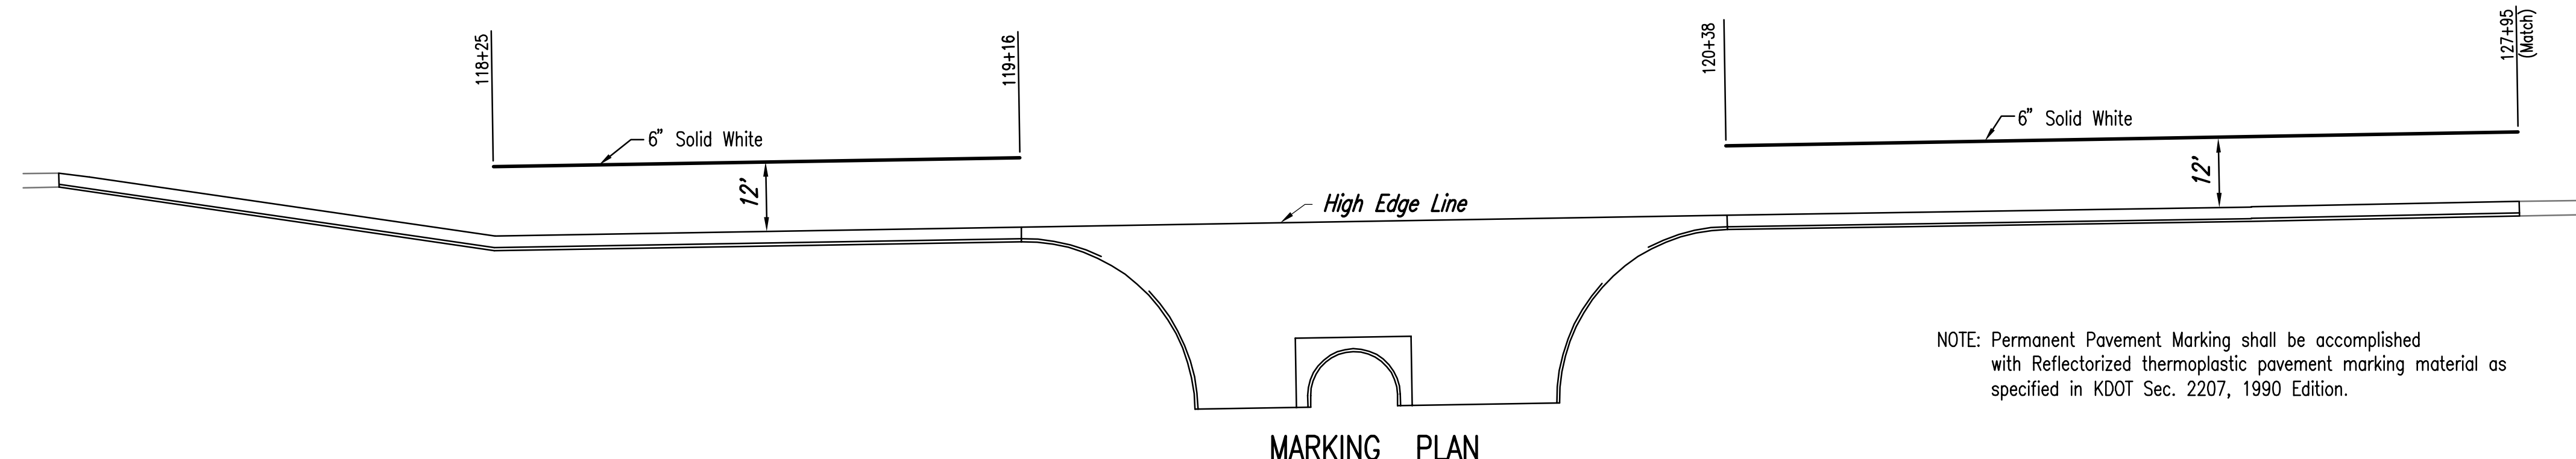 118+25
119+16
120+38
127+95
(Match)
6" Solid White
6" Solid White
12'
12'
High Edge Line
NOTE: Permanent Pavement Marking shall be accomplished
with Reflectorized thermoplastic pavement marking material as
specified in KDOT Sec. 2207, 1990 Edition.
MARKING PLAN